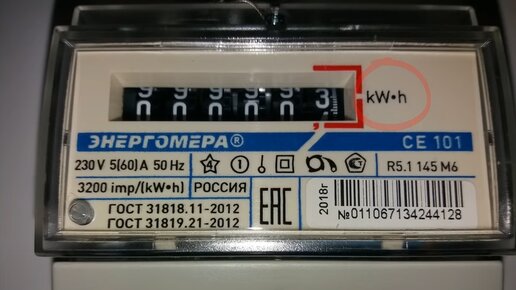 kW•h
ЭНЕРГОМЕРА®
CE 101
230 V 5(60) A 50 Hz
R5.1 145 M6
3200 imp/(kW•h)
РОССИЯ
ГОСТ 31818.11-2012
ГОСТ 31819.21-2012
EAC
2018г
№011067134244128